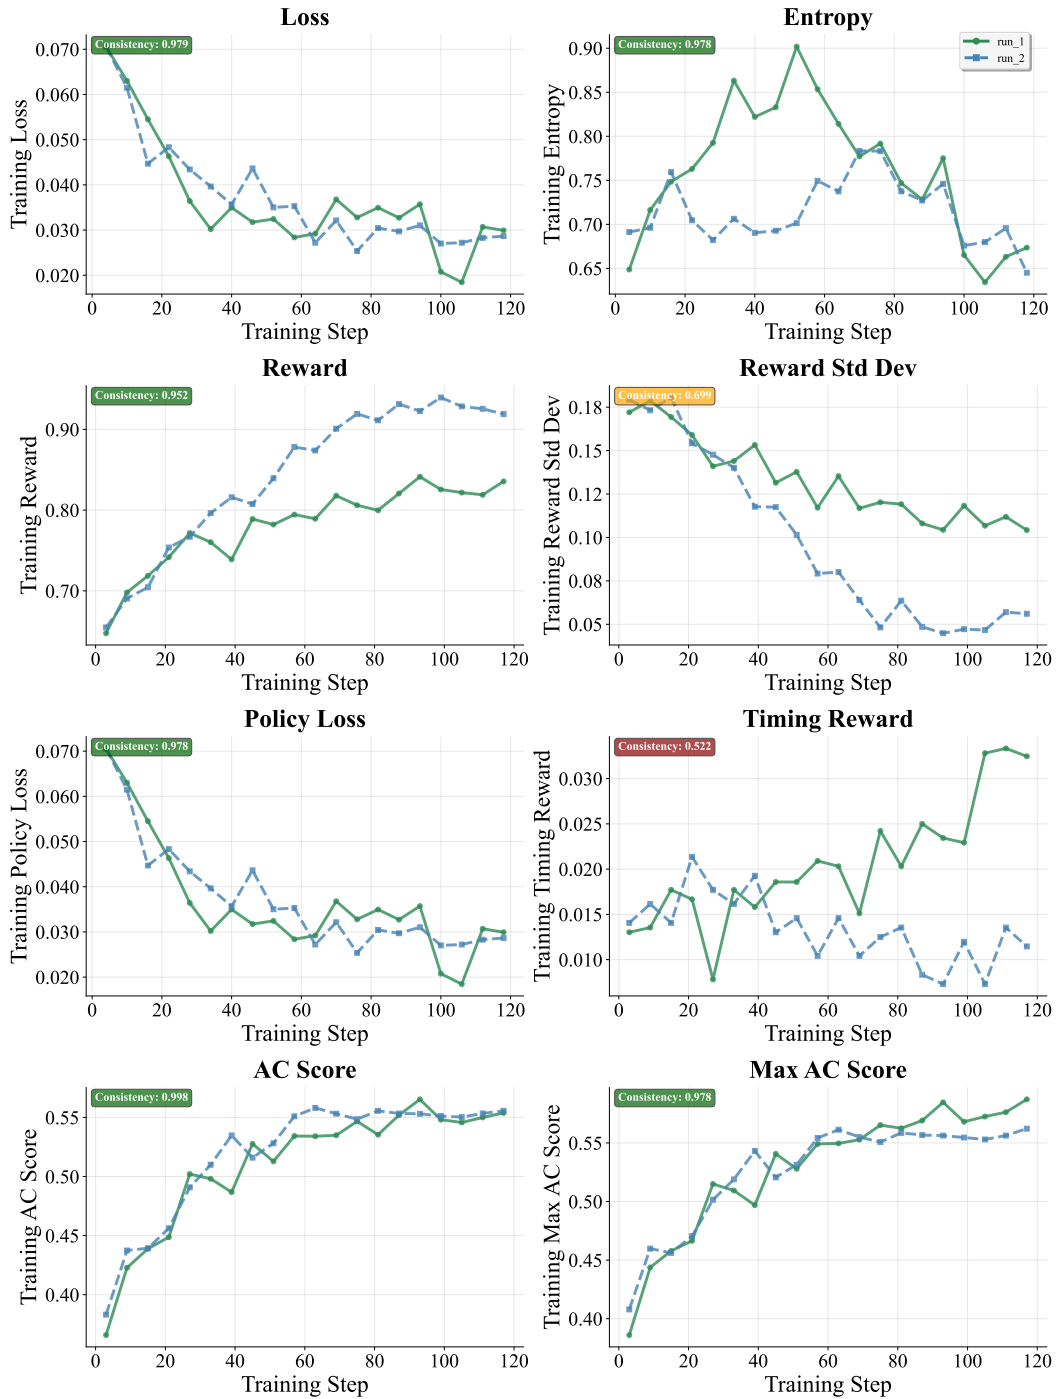 Loss
Consistency: 0.979
Training Loss
0.070
0.060
0.050
0.040
0.030
0.020
0 20 40 60 80 100 120
Training Step
Entropy
Consistency: 0.978
run_1
run_2
Training Entropy
0.90
0.85
0.80
0.75
0.70
0.65
0 20 40 60 80 100 120
Training Step
Reward
Consistency: 0.952
Training Reward
0.90
0.80
0.70
0 20 40 60 80 100 120
Training Step
Reward Std Dev
Consistency: 0.699
Training Reward Std Dev
0.18
0.15
0.12
0.10
0.08
0.05
0 20 40 60 80 100 120
Training Step
Policy Loss
Consistency: 0.978
Training Policy Loss
0.070
0.060
0.050
0.040
0.030
0.020
0 20 40 60 80 100 120
Training Step
Timing Reward
Consistency: 0.522
Training Timing Reward
0.030
0.025
0.020
0.015
0.010
0 20 40 60 80 100 120
Training Step
AC Score
Consistency: 0.998
Training AC Score
0.55
0.50
0.45
0.40
0 20 40 60 80 100 120
Training Step
Max AC Score
Consistency: 0.978
Training Max AC Score
0.55
0.50
0.45
0.40
0 20 40 60 80 100 120
Training Step